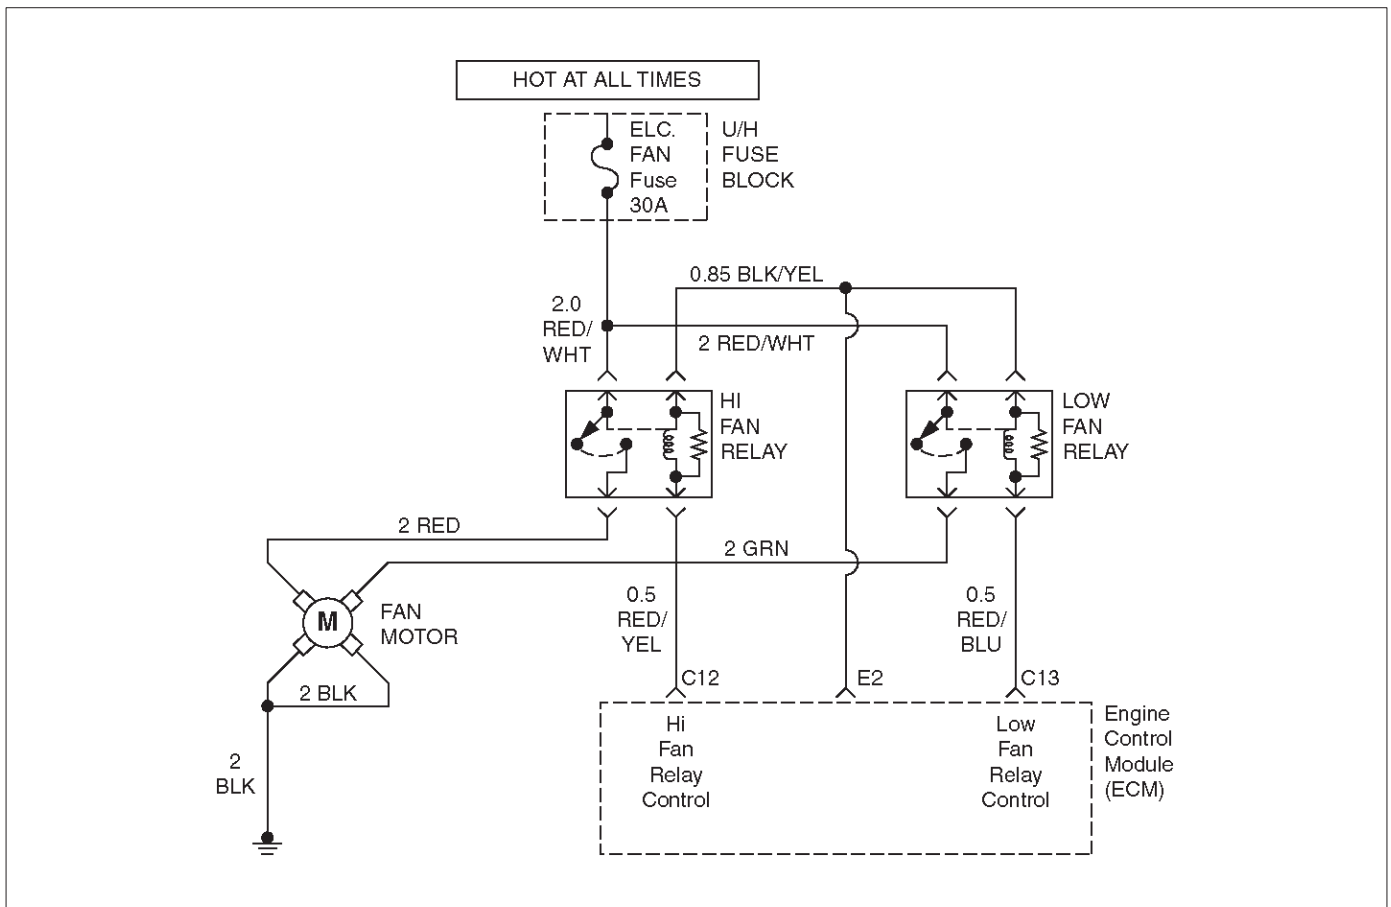 HOT AT ALL TIMES
ELC.
FAN
Fuse
30A
U/H
FUSE
BLOCK
0.85 BLK/YEL
2.0
RED/
WHT
2 RED/WHT
HI
FAN
RELAY
LOW
FAN
RELAY
2 RED
2 GRN
M
FAN
MOTOR
0.5
RED/
YEL
0.5
RED/
BLU
2 BLK
C12
E2
C13
2
BLK
Hi
Fan
Relay
Control
Low
Fan
Relay
Control
Engine
Control
Module
(ECM)